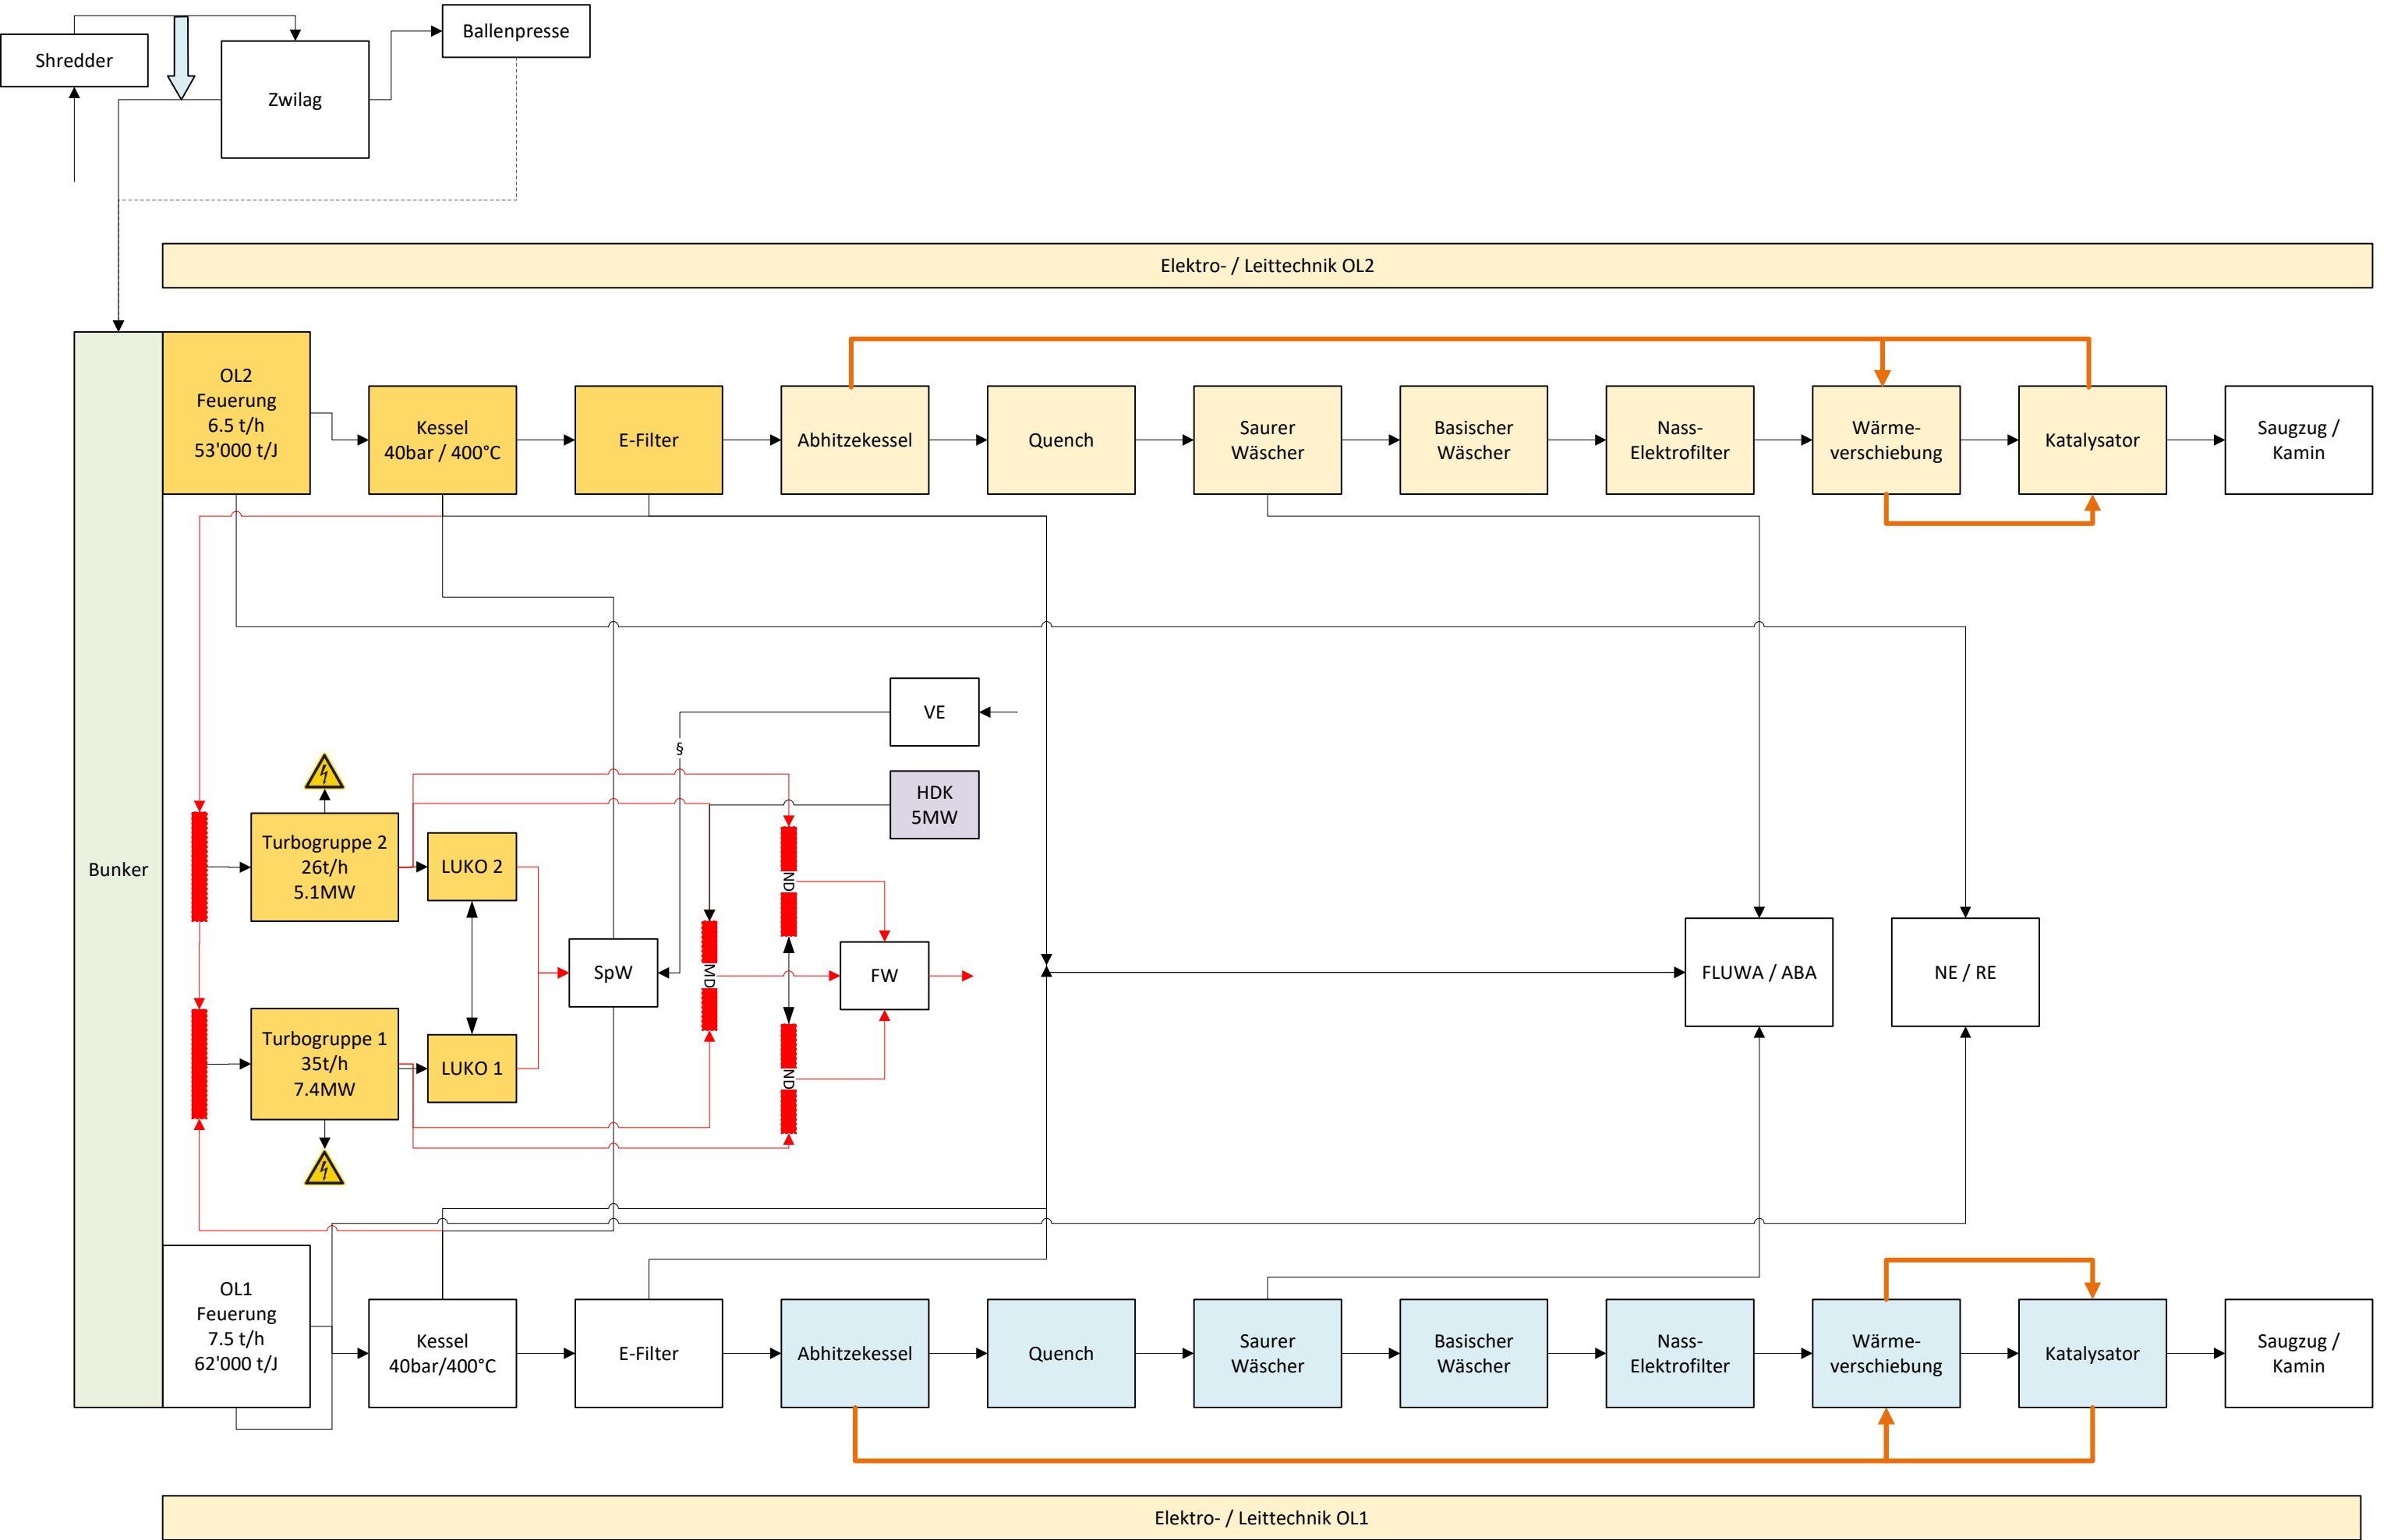 Shredder
Zwilag
Ballenpresse
Elektro- / Leittechnik OL2
Bunker
OL2
Feuerung
6.5 t/h
53'000 t/J
Kessel
40bar / 400°C
E-Filter
Abhitzekessel
Quench
Saurer
Wäscher
Basischer
Wäscher
Nass-
Elektrofilter
Wärme-
verschiebung
Katalysator
Saugzug /
Kamin
VE
§
HDK
5MW
Turbogruppe 2
26t/h
5.1MW
LUKO 2
ND
SpW
MD
FW
FLUWA / ABA
NE / RE
Turbogruppe 1
35t/h
7.4MW
LUKO 1
ND
OL1
Feuerung
7.5 t/h
62'000 t/J
Kessel
40bar/400°C
E-Filter
Abhitzekessel
Quench
Saurer
Wäscher
Basischer
Wäscher
Nass-
Elektrofilter
Wärme-
verschiebung
Katalysator
Saugzug /
Kamin
Elektro- / Leittechnik OL1